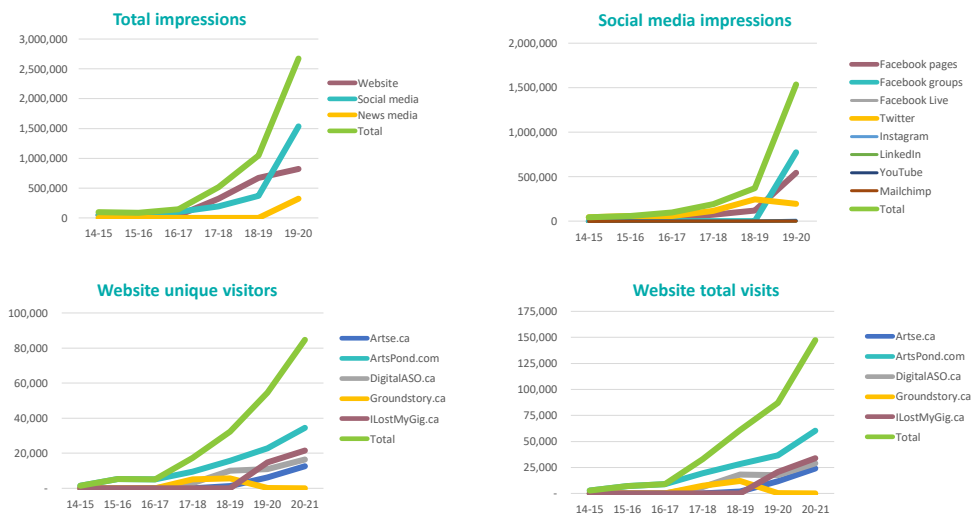 Total impressions
3,000,000
2,500,000
2,000,000
1,500,000
1,000,000
500,000
0
14-15 15-16 16-17 17-18 18-19 19-20
Website
Social media
News media
Total
Social media impressions
2,000,000
1,500,000
1,000,000
500,000
0
14-15 15-16 16-17 17-18 18-19 19-20
Facebook pages
Facebook groups
Facebook Live
Twitter
Instagram
LinkedIn
YouTube
Mailchimp
Total
Website unique visitors
100,000
80,000
60,000
40,000
20,000
-
14-15 15-16 16-17 17-18 18-19 19-20 20-21
Artse.ca
ArtsPond.com
DigitalASO.ca
Groundstory.ca
ILostMyGig.ca
Total
Website total visits
175,000
150,000
125,000
100,000
75,000
50,000
25,000
-
14-15 15-16 16-17 17-18 18-19 19-20 20-21
Artse.ca
ArtsPond.com
DigitalASO.ca
Groundstory.ca
ILostMyGig.ca
Total